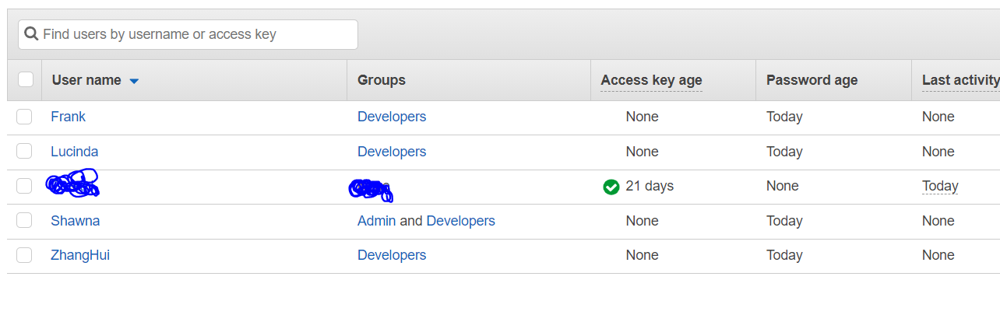 Find users by username or access key
User name Groups Access key age Password age Last activity
Frank Developers None Today None
Lucinda Developers None Today None
21 days None Today
Shawna Admin and Developers None Today None
ZhangHui Developers None Today None